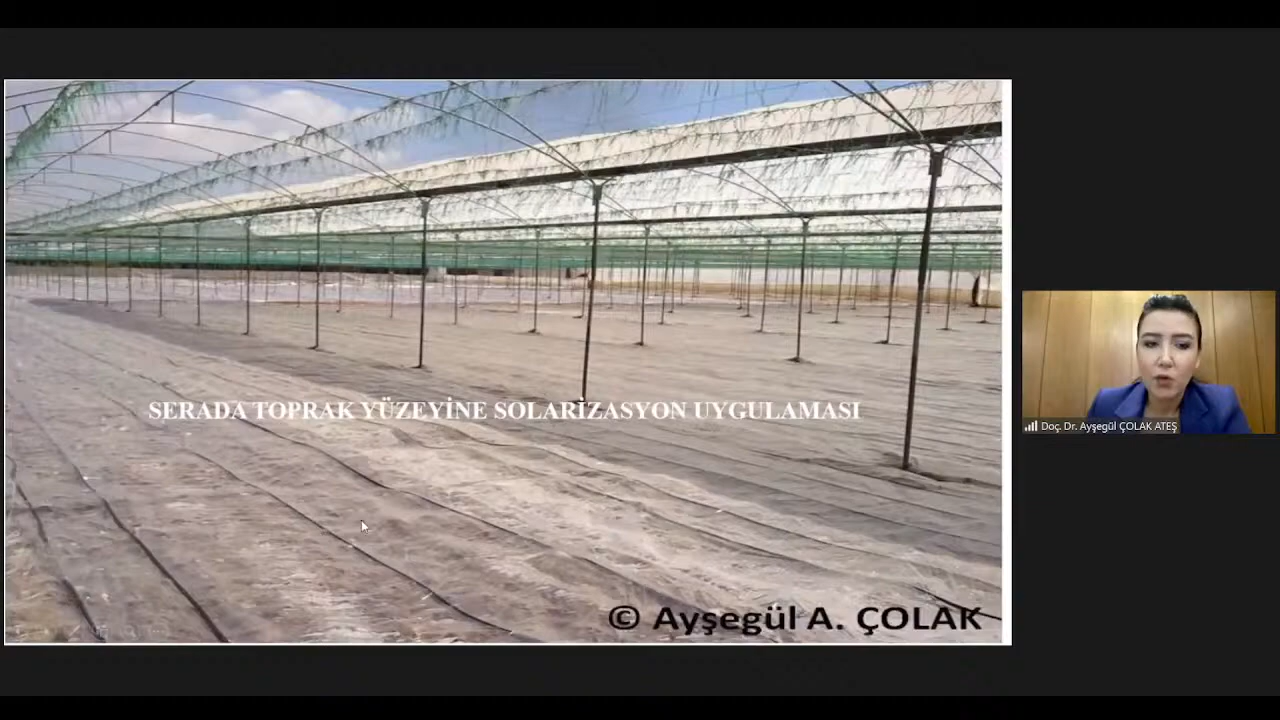 SERADA TOPRAK YÜZEYİNE SOLARİZASYON UYGULAMASI
© Ayşegül A. ÇOLAK
Doç. Dr. Ayşegül ÇOLAK ATEŞ